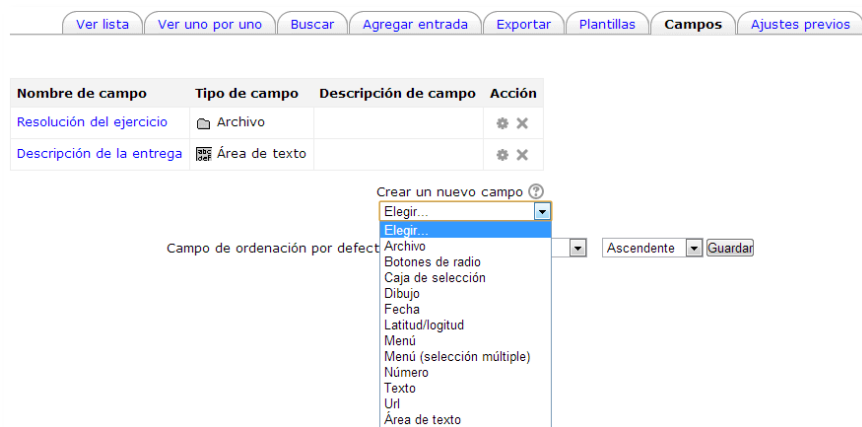 Ver lista Ver uno por uno Buscar Agregar entrada Exportar Plantillas Campos Ajustes previos
Nombre de campo Tipo de campo Descripción de campo Acción
Resolución del ejercicio Archivo
Descripción de la entrega Área de texto
Crear un nuevo campo
Elegir...
Elegir...
Campo de ordenación por defect Ascendente Guardar
Archivo
Botones de radio
Caja de selección
Dibujo
Fecha
Latitud/logitud
Menú
Menú (selección múltiple)
Número
Texto
Url
Área de texto